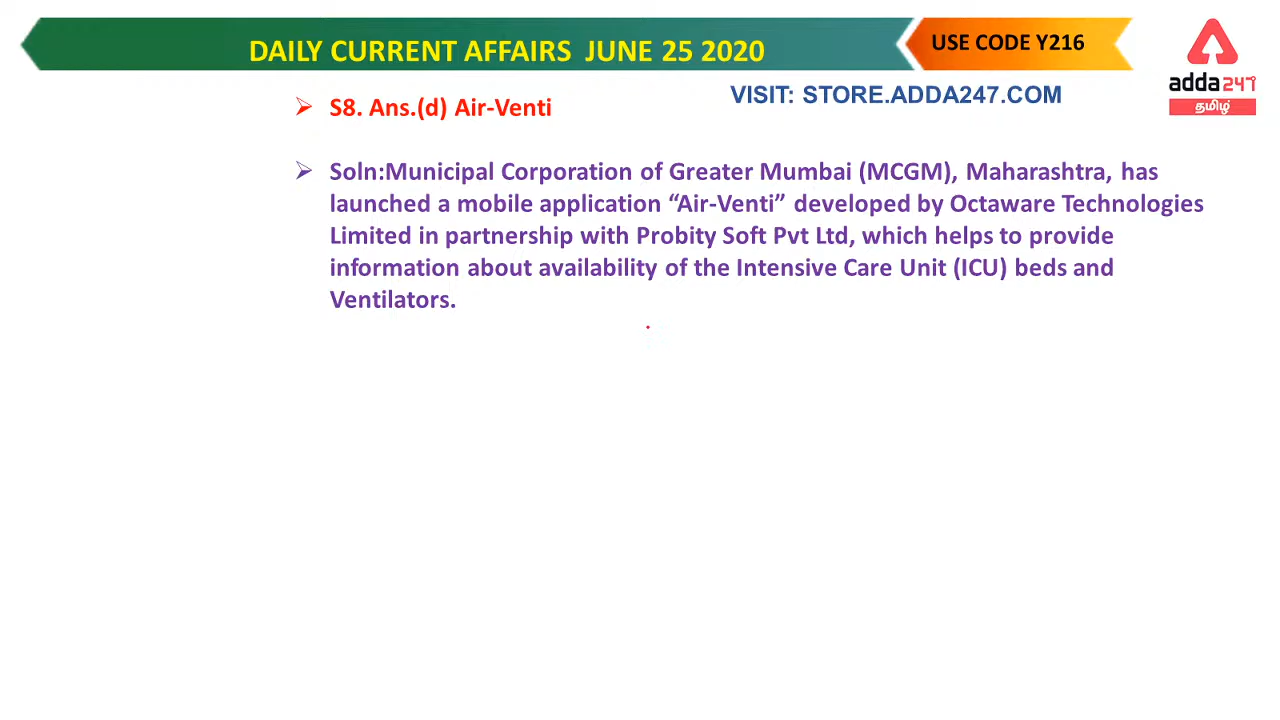 DAILY CURRENT AFFAIRS JUNE 25 2020
USE CODE Y216
adda247
தமிழ்
VISIT: STORE.ADDA247.COM
➢ S8. Ans.(d) Air-Venti
➢ Soln:Municipal Corporation of Greater Mumbai (MCGM), Maharashtra, has
launched a mobile application “Air-Venti” developed by Octaware Technologies
Limited in partnership with Probity Soft Pvt Ltd, which helps to provide
information about availability of the Intensive Care Unit (ICU) beds and
Ventilators.